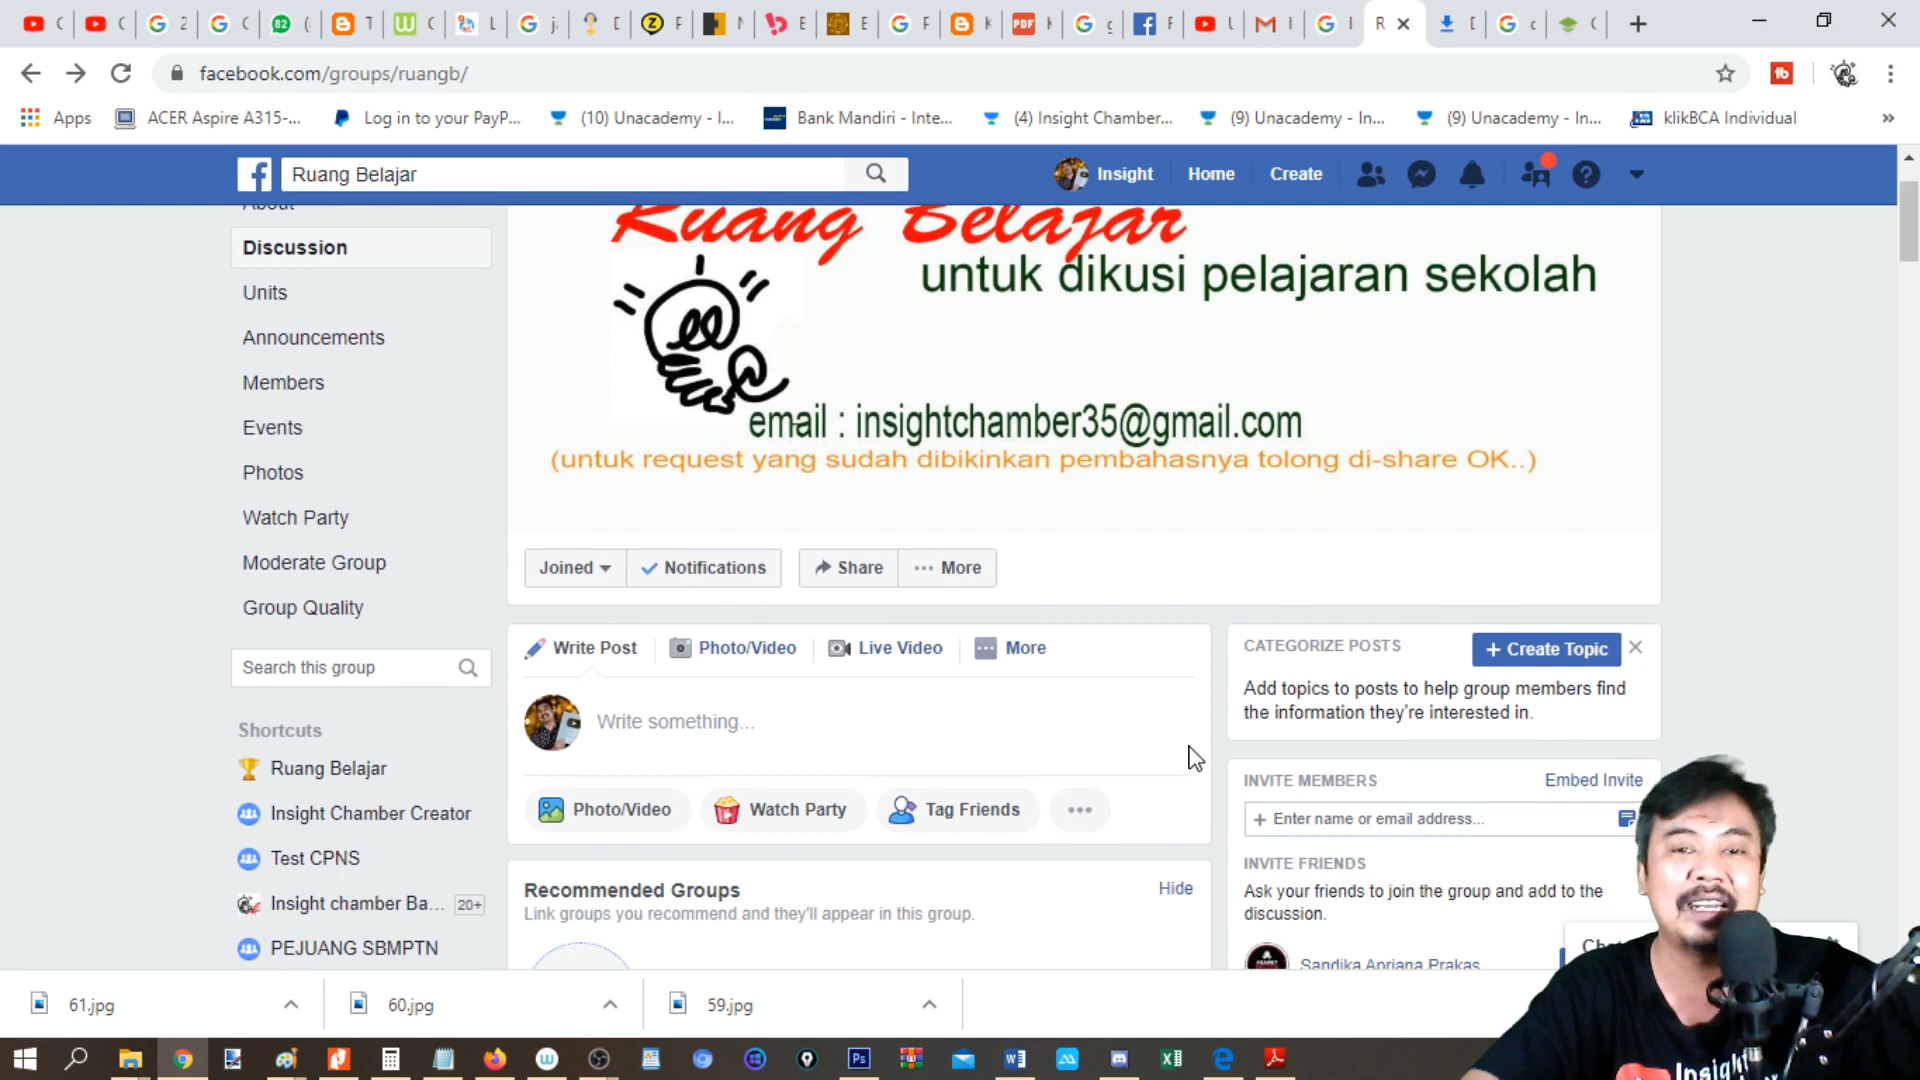 facebook.com/groups/ruangb/
Apps
ACER Aspire A315-...
Log in to your PayP...
(10) Unacademy - I...
Bank Mandiri - Inte...
(4) Insight Chamber...
(9) Unacademy - In...
(9) Unacademy - In...
klikBCA Individual
Ruang Belajar
Insight
Home
Create
About
Discussion
Units
Announcements
Members
Events
Photos
Watch Party
Moderate Group
Group Quality
Search this group
Shortcuts
Ruang Belajar
Insight Chamber Creator
Test CPNS
Insight chamber Ba... 20+
PEJUANG SBMPTN
Ruang Belajar
untuk dikusi pelajaran sekolah
email : insightchamber35@gmail.com
(untuk request yang sudah dibikinkan pembahasnya tolong di-share OK..)
Joined
Notifications
Share
More
Write Post
Photo/Video
Live Video
More
Write something...
Photo/Video
Watch Party
Tag Friends
Recommended Groups
Hide
Link groups you recommend and they'll appear in this group.
CATEGORIZE POSTS
+ Create Topic
Add topics to posts to help group members find
the information they're interested in.
INVITE MEMBERS
Embed Invite
+ Enter name or email address...
INVITE FRIENDS
Ask your friends to join the group and add to the
discussion.
Sandika Apriana Prakas
61.jpg
60.jpg
59.jpg
Insight